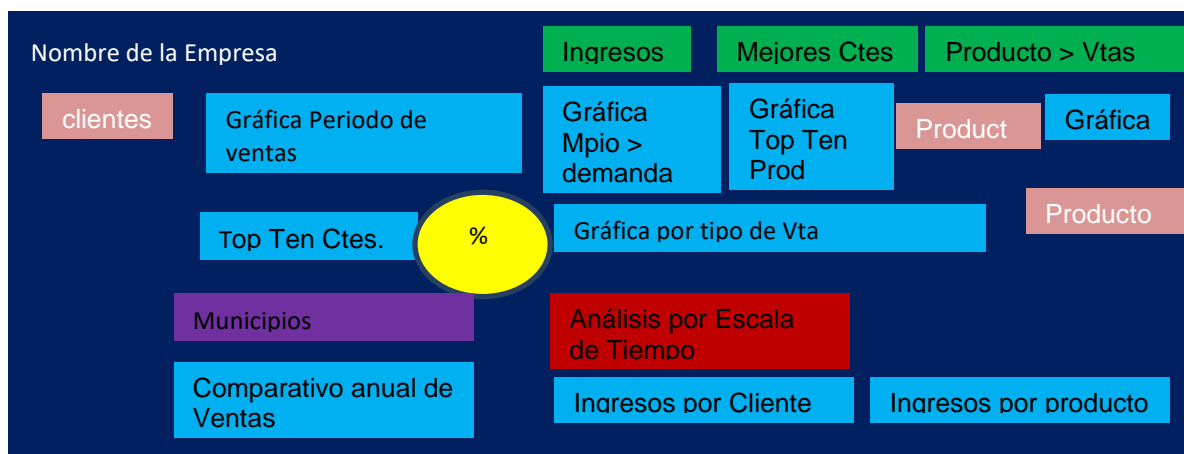 Nombre de la Empresa
Ingresos
Mejores Ctes
Producto > Vtas
clientes
Gráfica Periodo de
ventas
Gráfica
Mpio >
demanda
Gráfica
Top Ten
Prod
Product
Gráfica
Producto
Top Ten Ctes.
%
Gráfica por tipo de Vta
Municipios
Análisis por Escala
de Tiempo
Comparativo anual de
Ventas
Ingresos por Cliente
Ingresos por producto